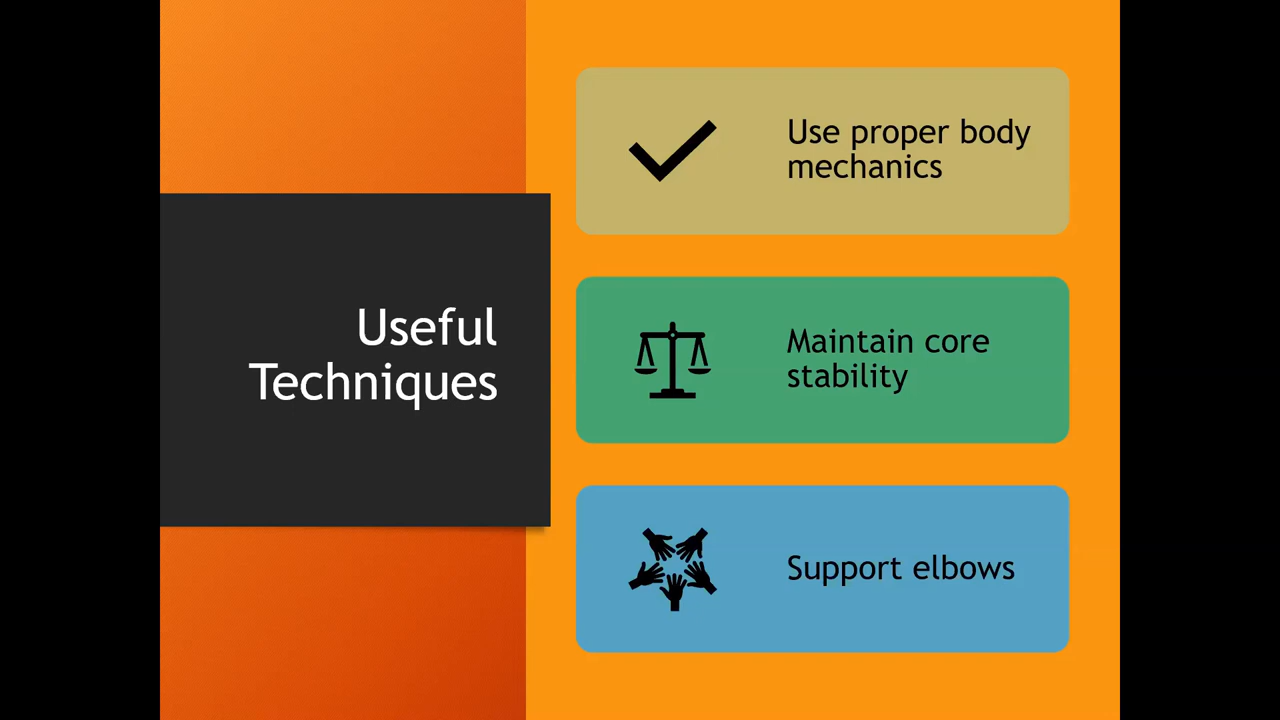 Useful
Techniques
Use proper body
mechanics
Maintain core
stability
Support elbows